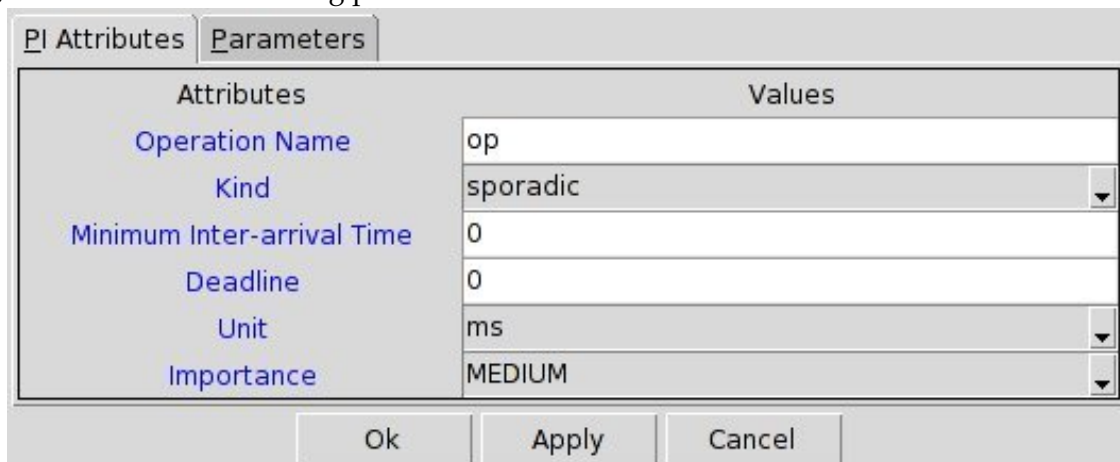 PI Attributes Parameters
Attributes Values
Operation Name op
Kind sporadic
Minimum Inter-arrival Time 0
Deadline 0
Unit ms
Importance MEDIUM
Ok Apply Cancel